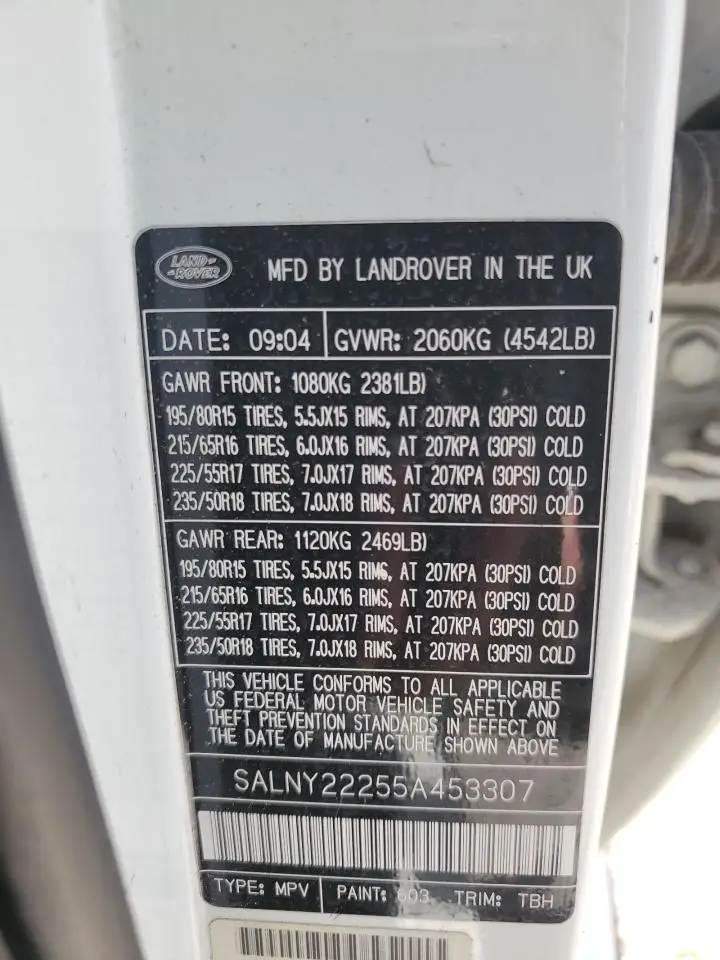 LAND-
-ROVER
MFD BY LANDROVER IN THE UK
DATE: 09:04 GVWR: 2060KG (4542LB)
GAWR FRONT: 1080KG 2381LB)
195/80R15 TIRES, 5.5JX15 RIMS, AT 207KPA (30PSI) COLD
215/65R16 TIRES, 6.0JX16 RIMS, AT 207KPA (30PSI) COLD
225/55R17 TIRES, 7.0JX17 RIMS, AT 207KPA (30PSI) COLD
235/50R18 TIRES, 7.0JX18 RIMS, AT 207KPA (30PSI) COLD
GAWR REAR: 1120KG 2469LB)
195/80R15 TIRES, 5.5JX15 RIMS, AT 207KPA (30PSI) COLD
215/65R16 TIRES, 6.0JX16 RIMS, AT 207KPA (30PSI) COLD
225/55R17 TIRES, 7.0JX17 RIMS, AT 207KPA (30PSI) COLD
235/50R18 TIRES, 7.0JX18 RIMS, AT 207KPA (30PSI) COLD
THIS VEHICLE CONFORMS TO ALL APPLICABLE
US FEDERAL MOTOR VEHICLE SAFETY AND
THEFT PREVENTION STANDARDS IN EFFECT ON
THE DATE OF MANUFACTURE SHOWN ABOVE
SALNY22255A453307
TYPE: MPV PAINT: 603 TRIM: TBH